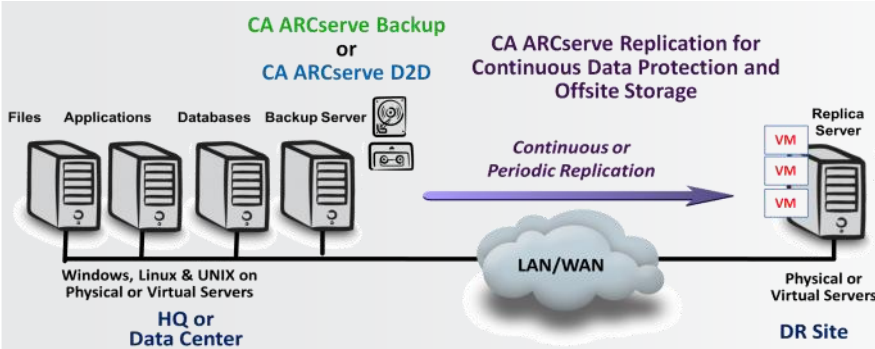 CA ARCserve Backup
or
CA ARCserve D2D
CA ARCserve Replication for
Continuous Data Protection and
Offsite Storage
Files
Applications
Databases
Backup Server
Replica
Server
VM
VM
VM
Continuous or
Periodic Replication
LAN/WAN
Windows, Linux & UNIX on
Physical or Virtual Servers
HQ or
Data Center
Physical or
Virtual Servers
DR Site